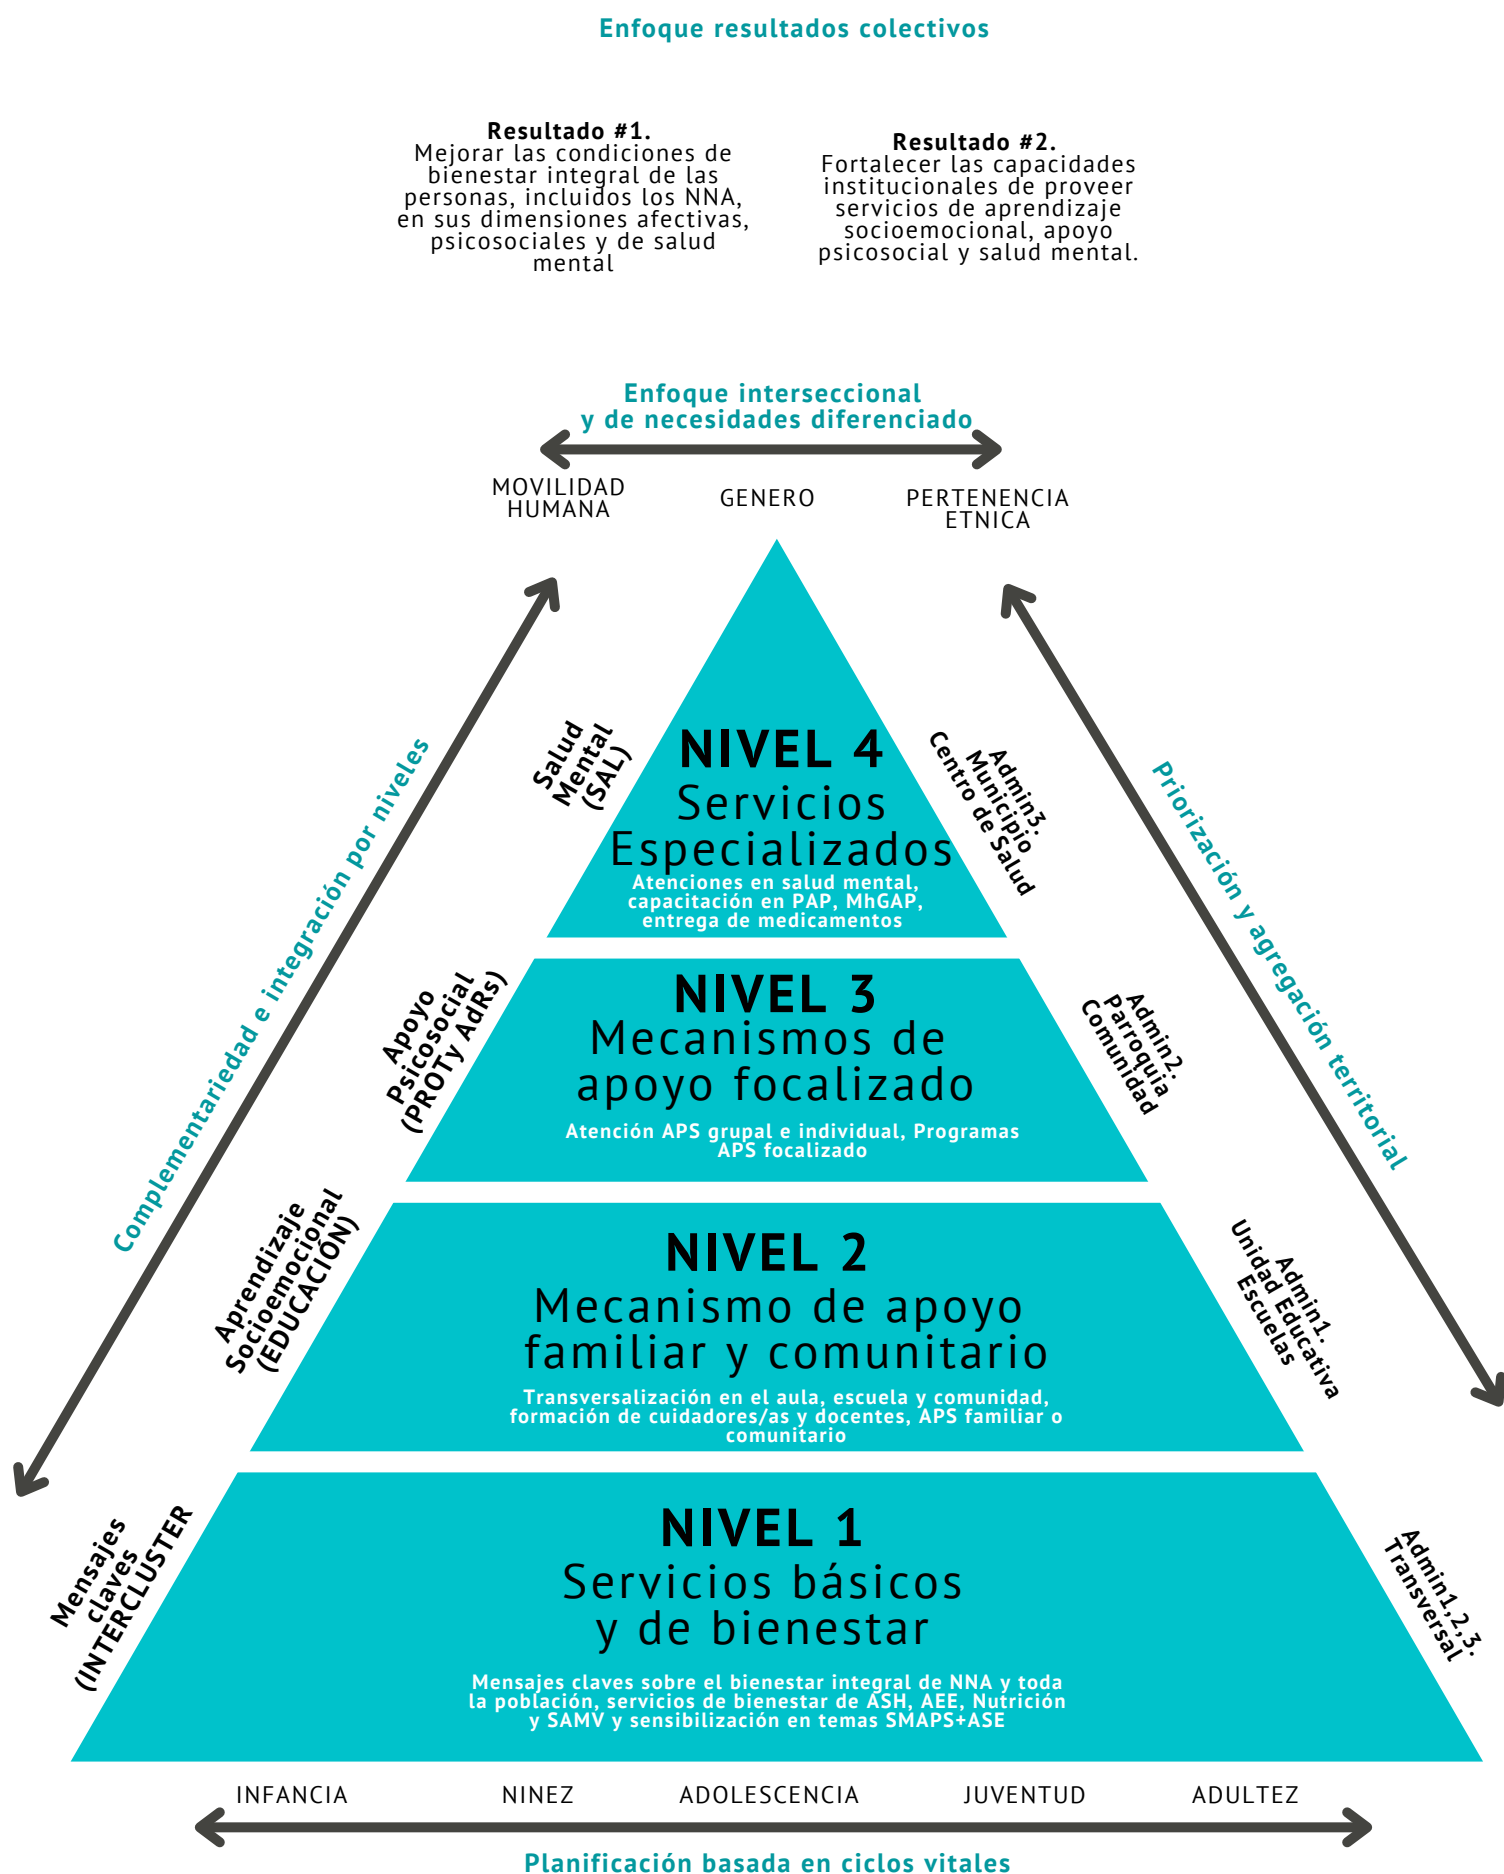 Enfoque resultados colectivos
Resultado #1.
Mejorar las condiciones de
bienestar integral de las
personas, incluidos los NNA,
en sus dimensiones afectivas,
psicosociales y de salud
mental
Resultado #2.
Fortalecer las capacidades
institucionales de proveer
servicios de aprendizaje
socioemocional, apoyo
psicosocial y salud mental.
Enfoque interseccional
y de necesidades diferenciado
MOVILIDAD
HUMANA
GENERO
PERTENENCIA
ETNICA
Complementariedad e integración por niveles
Priorización y agregación territorial
Salud
Mental
(SAL)
NIVEL 4
Servicios
Especializados
Atenciones en salud mental,
capacitación en PAP, MhGAP,
entrega de medicamentos
Admin3.
Municipio
Centro de Salud
Apoyo
Psicosocial
(PROTy AdRs)
NIVEL 3
Mecanismos de
apoyo focalizado
Atención APS grupal e individual, Programas
APS focalizado
Admin2.
Parroquia
Comunidad
Aprendizaje
Socioemocional
(EDUCACIÓN)
NIVEL 2
Mecanismo de apoyo
familiar y comunitario
Transversalización en el aula, escuela y comunidad,
formación de cuidadores/as y docentes, APS familiar o
comunitario
Admin1.
Unidad Educativa
Escuelas
Mensajes
claves
(INTERCLUSTER
NIVEL 1
Servicios básicos
y de bienestar
Mensajes claves sobre el bienestar integral de NNA y toda
la población, servicios de bienestar de ASH, AEE, Nutrición
y SAMV y sensibilización en temas SMAPS+ASE
Admin1,2,3.
Transversal
INFANCIA
NINEZ
ADOLESCENCIA
JUVENTUD
ADULTEZ
Planificación basada en ciclos vitales